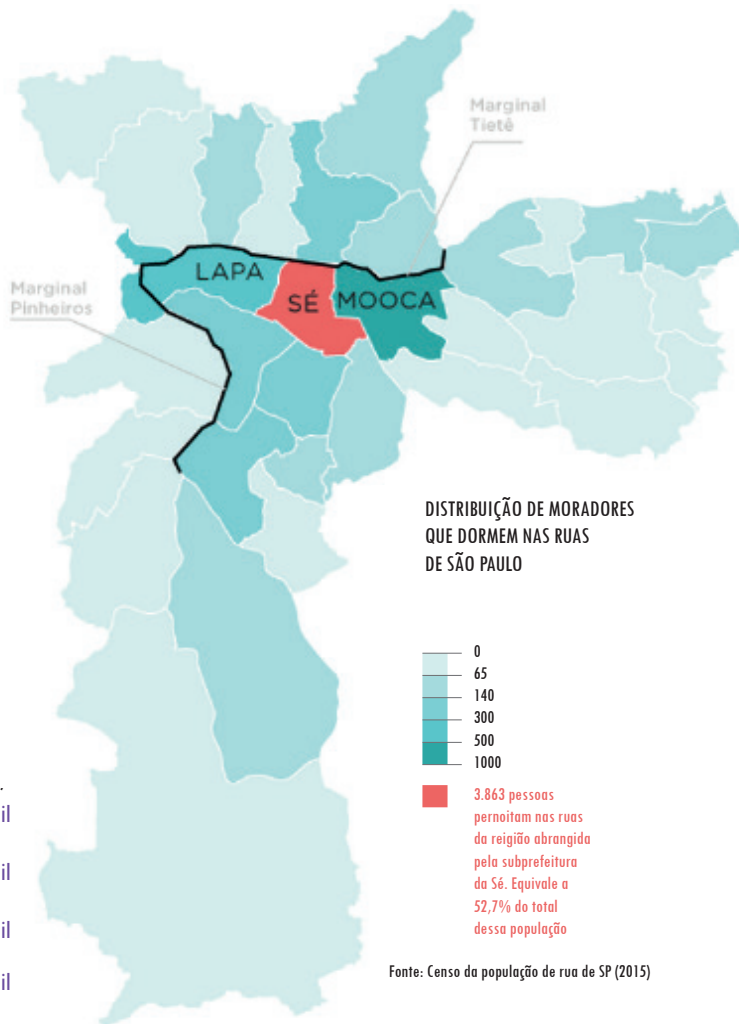 Marginal
Tietê
LAPA
SÉ
MOOCA
Marginal
Pinheiros
DISTRIBUIÇÃO DE MORADORES
QUE DORMEM NAS RUAS
DE SÃO PAULO
0
65
140
300
500
1000
3.863 pessoas
pernoitam nas ruas
da reigião abrangida
pela subprefeitura
da Sé. Equivale a
52,7% do total
dessa população
il
il
il
il
Fonte: Censo da população de rua de SP (2015)